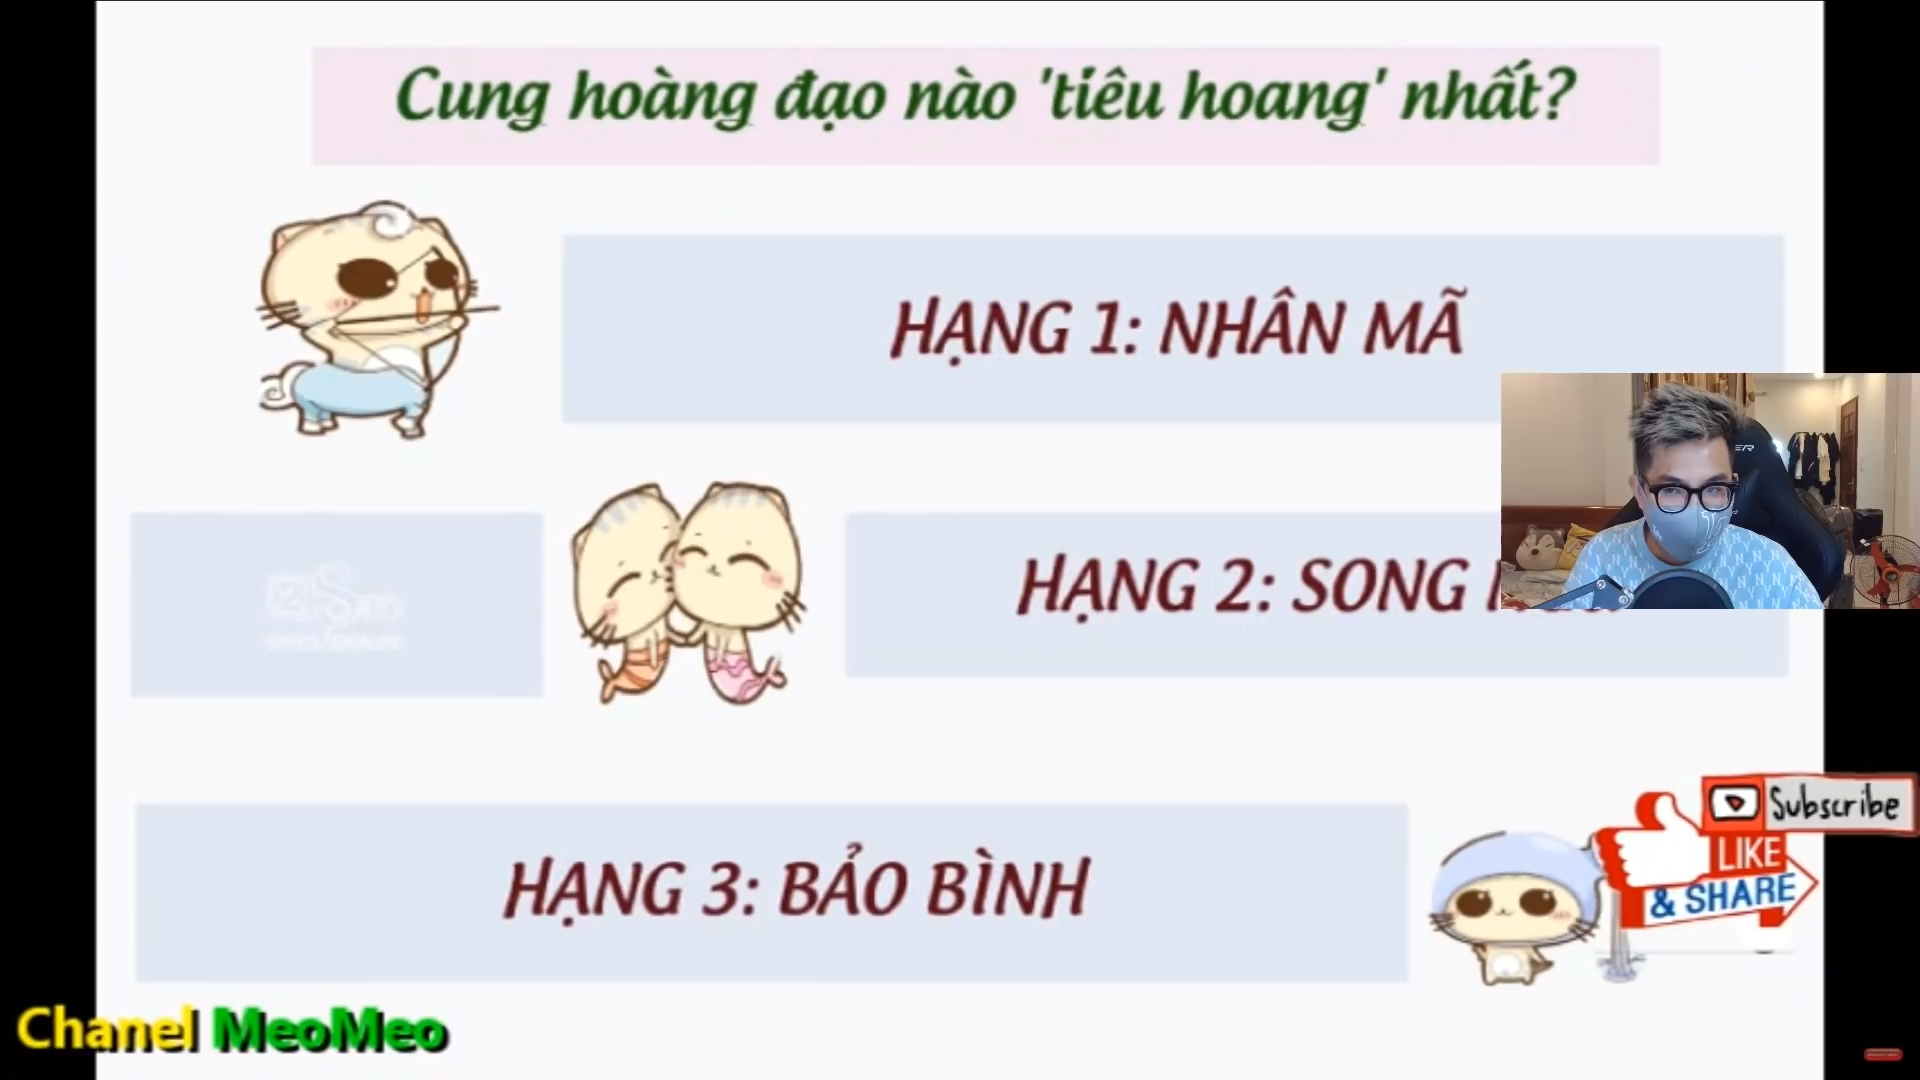 Cung hoàng đạo nào 'tiêu hoang' nhất?
HẠNG 1: NHÂN MÃ
HẠNG 2: SONG
HẠNG 3: BẢO BÌNH
Subscribe
LIKE
& SHARE
Chanel MeoMeo